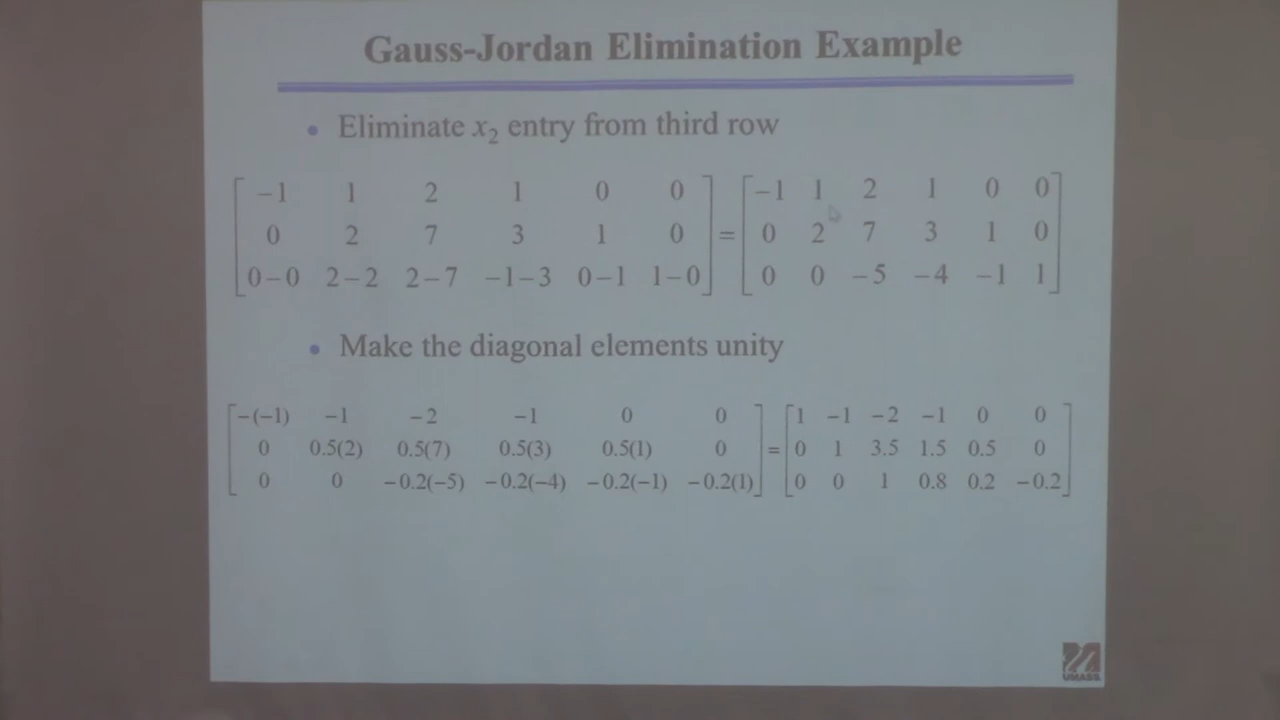 Gauss-Jordan Elimination Example
• Eliminate x₂ entry from third row
[ −1 1 2 1 0 0 ] [ −1 1 2 1 0 0 ]
[ 0 2 7 3 1 0 ] = [ 0 2 7 3 1 0 ]
[ 0−0 2−2 2−7 −1−3 0−1 1−0 ] [ 0 0 −5 −4 −1 1 ]
• Make the diagonal elements unity
[ −(−1) −1 −2 −1 0 0 ] [ 1 −1 −2 −1 0 0 ]
[ 0 0.5(2) 0.5(7) 0.5(3) 0.5(1) 0 ] = [ 0 1 3.5 1.5 0.5 0 ]
[ 0 0 −0.2(−5) −0.2(−4) −0.2(−1) −0.2(1) ] [ 0 0 1 0.8 0.2 −0.2 ]
UMASS